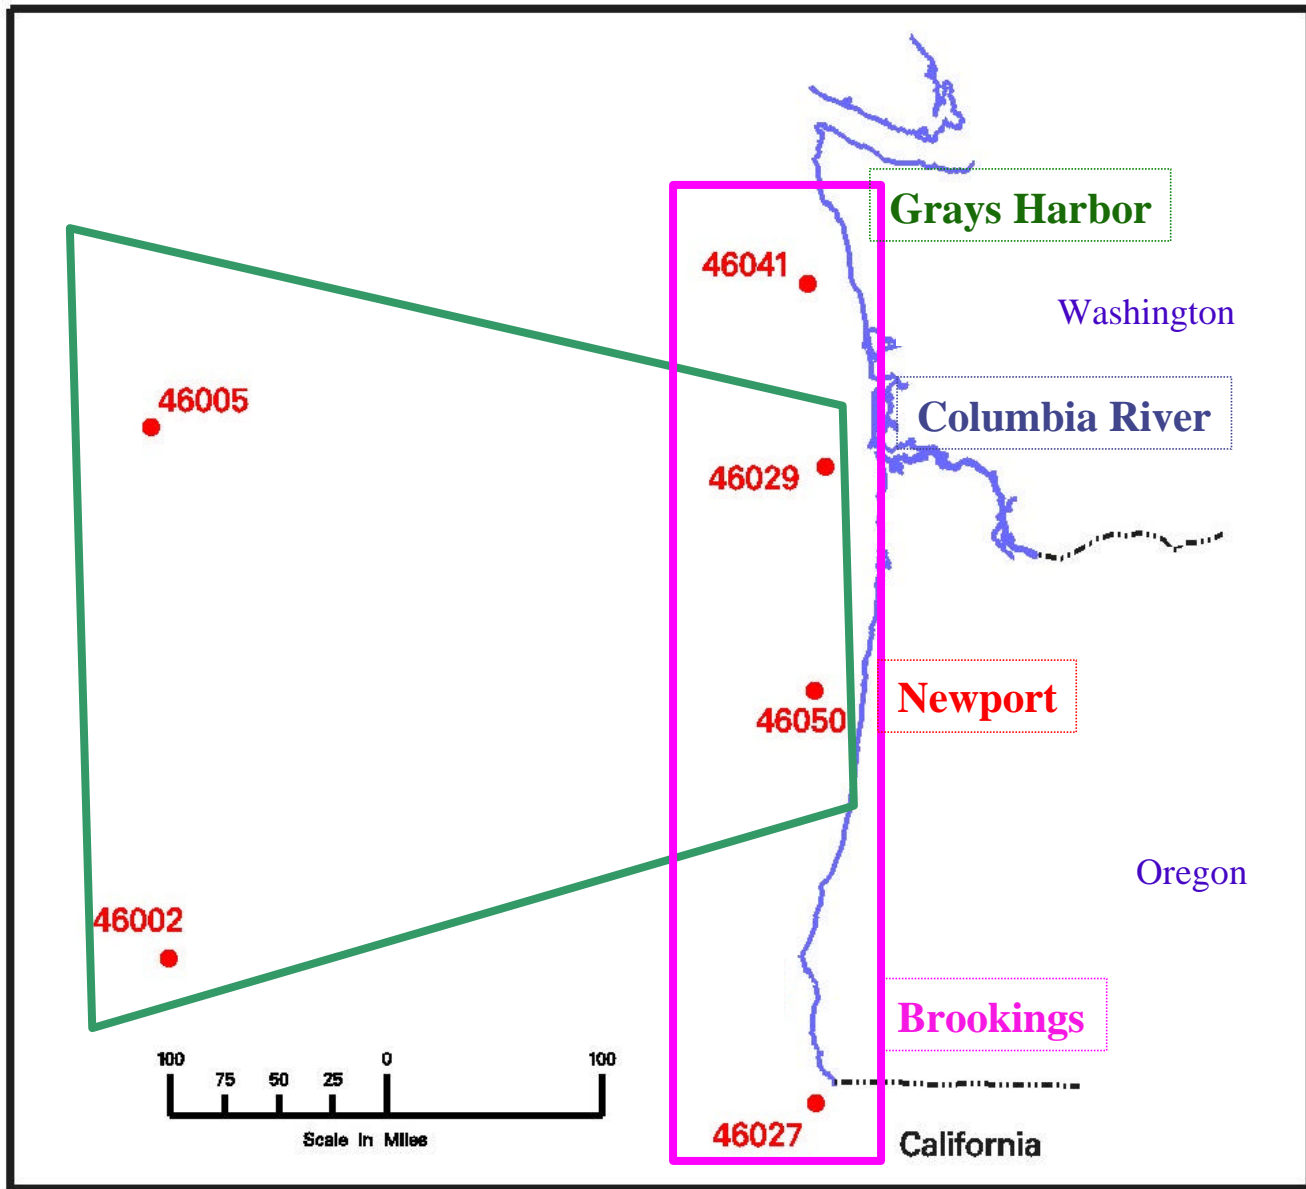 Grays Harbor
46041
Washington
46005
Columbia River
46029
Newport
46050
Oregon
46002
Brookings
100 0 100
75 50 25
Scale In Miles
46027
California